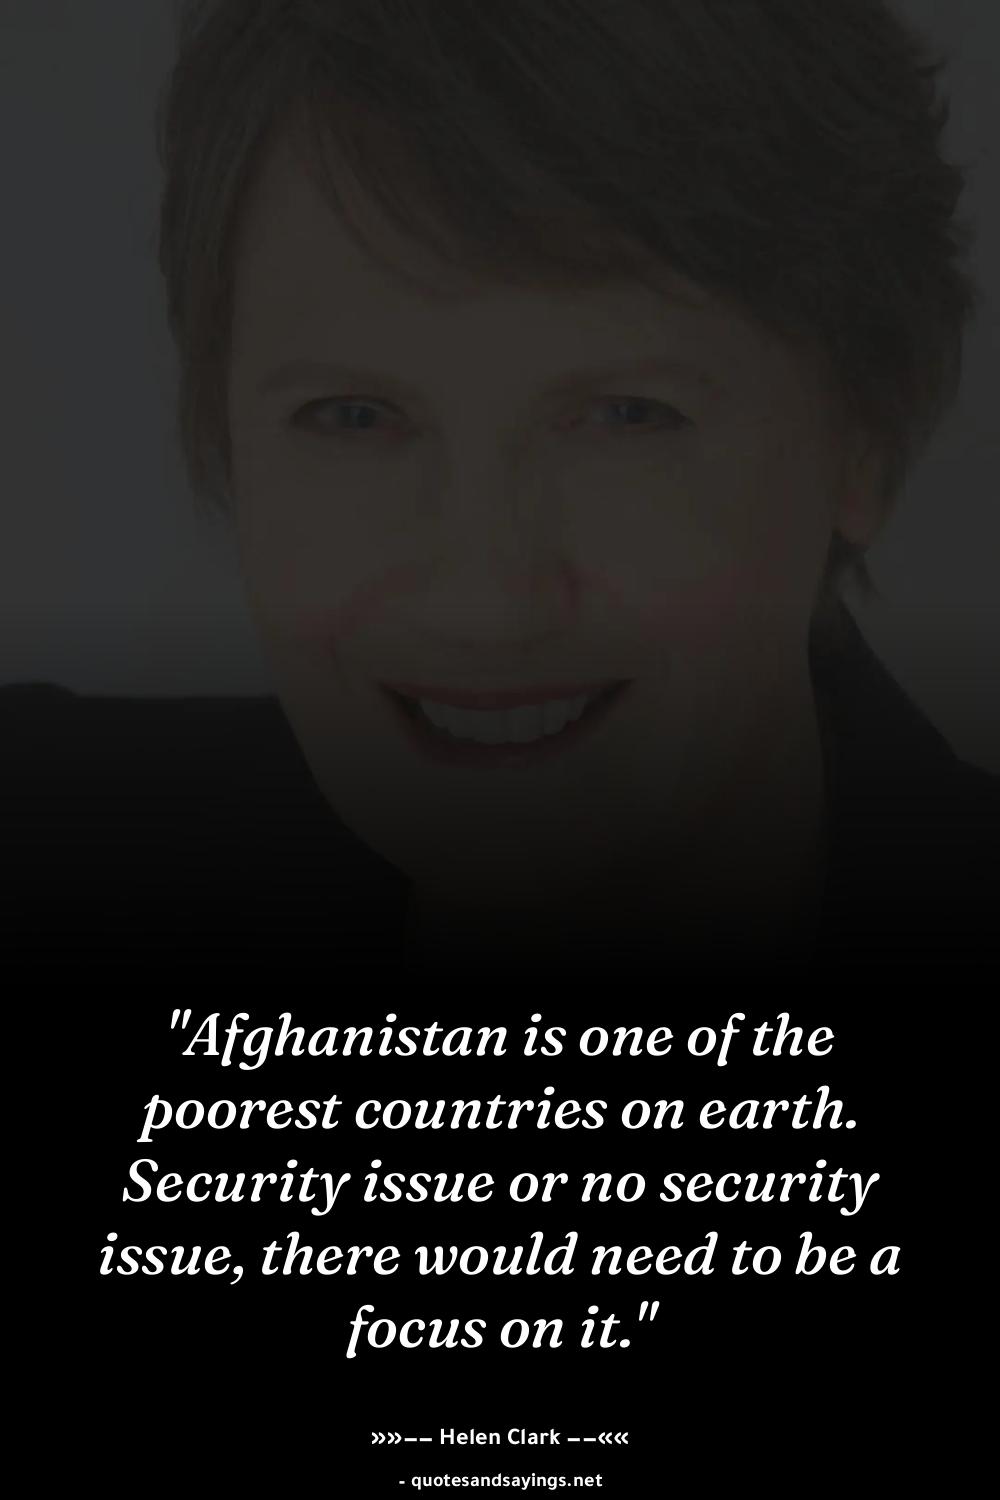 "Afghanistan is one of the
poorest countries on earth.
Security issue or no security
issue, there would need to be a
focus on it."
»»–– Helen Clark ––««
- quotesandsayings.net